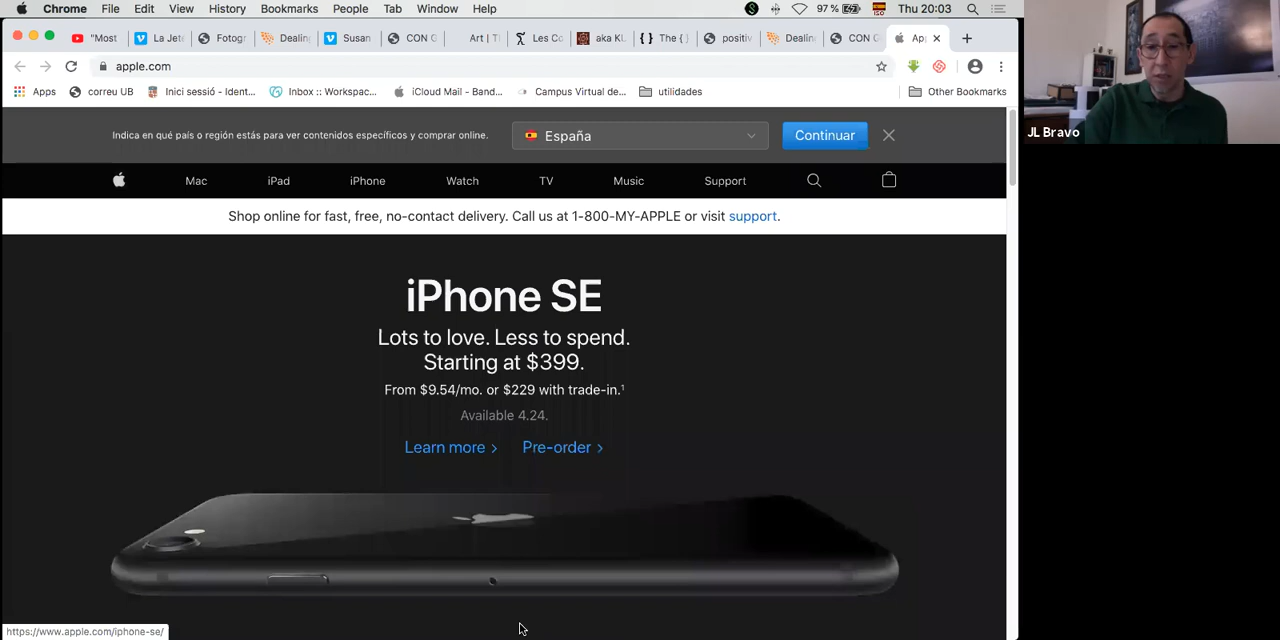 Chrome File Edit View History Bookmarks People Tab Window Help 97 % Thu 20:03
"Most La Jet Fotogr Dealin Susan CON Art | T Les Co aka KL { } The { } positiv Dealin CON App
apple.com
Apps correu UB Inici sessió - Ident... Inbox :: Workspac... iCloud Mail - Band... Campus Virtual de... utilidades Other Bookmarks
Indica en qué país o región estás para ver contenidos específicos y comprar online. España Continuar
Mac iPad iPhone Watch TV Music Support
Shop online for fast, free, no-contact delivery. Call us at 1-800-MY-APPLE or visit support.
iPhone SE
Lots to love. Less to spend.
Starting at $399.
From $9.54/mo. or $229 with trade-in.¹
Available 4.24.
Learn more > Pre-order >
https://www.apple.com/iphone-se/
JL Bravo